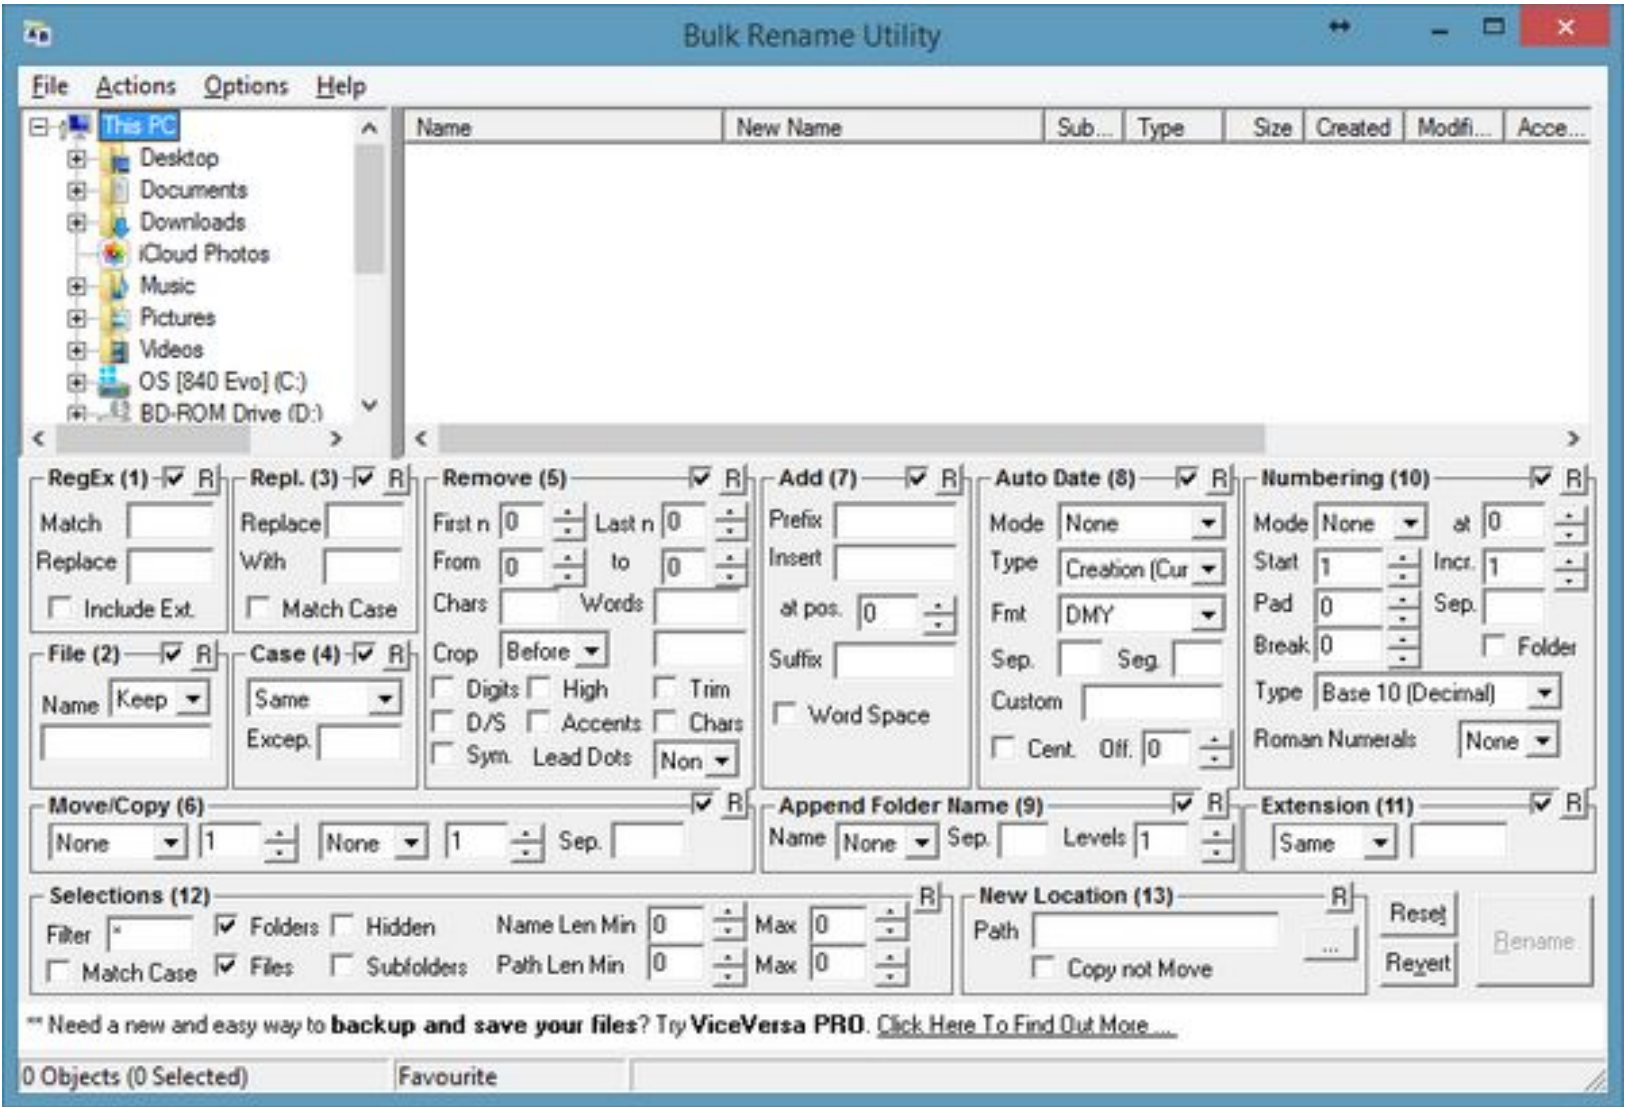 Bulk Rename Utility
File Actions Options Help
This PC
Desktop
Documents
Downloads
iCloud Photos
Music
Pictures
Videos
OS [840 Evo] (C:)
BD-ROM Drive (D:)
Name New Name Sub... Type Size Created Modifi... Acce...
RegEx (1) R
Match
Replace
Include Ext.
Repl. (3) R
Replace
With
Match Case
Remove (5) R
First n 0 Last n 0
From 0 to 0
Chars Words
Crop Before
Digits High Trim
D/S Accents Chars
Sym. Lead Dots Non
Add (7) R
Prefix
Insert
at pos. 0
Suffix
Word Space
Auto Date (8) R
Mode None
Type Creation (Cur
Fmt DMY
Sep. Seg.
Custom
Cent. Off. 0
Numbering (10) R
Mode None at 0
Start 1 Incr. 1
Pad 0 Sep.
Break 0 Folder
Type Base 10 (Decimal)
Roman Numerals None
File (2) R
Name Keep
Case (4) R
Same
Excep.
Move/Copy (6) R
None 1 None 1 Sep.
Append Folder Name (9) R
Name None Sep. Levels 1
Extension (11) R
Same
Selections (12) R
Filter * Folders Hidden Name Len Min 0 Max 0
Match Case Files Subfolders Path Len Min 0 Max 0
New Location (13) R
Path ...
Copy not Move
Reset
Revert
Rename
** Need a new and easy way to backup and save your files? Try ViceVersa PRO. Click Here To Find Out More ...
0 Objects (0 Selected) Favourite